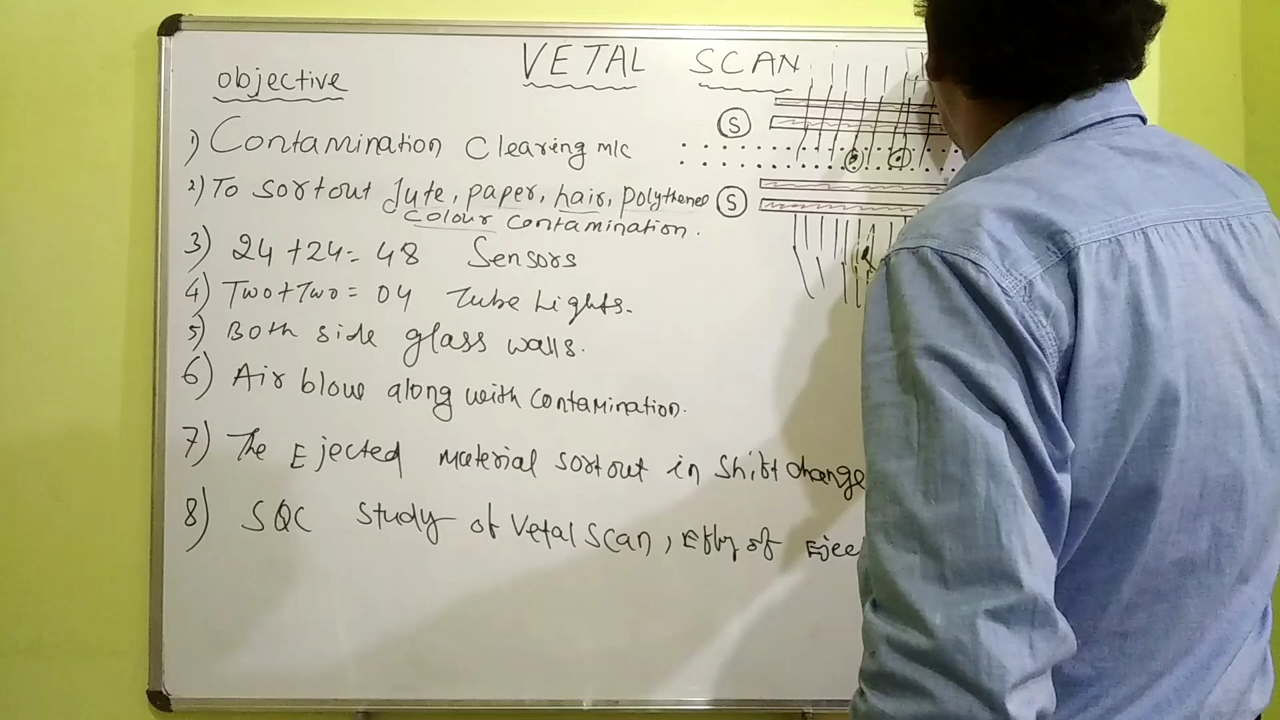 VETAL SCAN
objective
1) Contamination Clearing m/c
2) To sortout Jute, paper, hair, polythened
colour contamination.
3) 24 + 24 = 48 Sensors
4) Two + Two = 04 Tube Lights.
5) Both side glass walls.
6) Air blow along with contamination.
7) The Ejected material sortout in shift change
8) SQC Study of Vetal Scan, Effy of Ejec
S
S